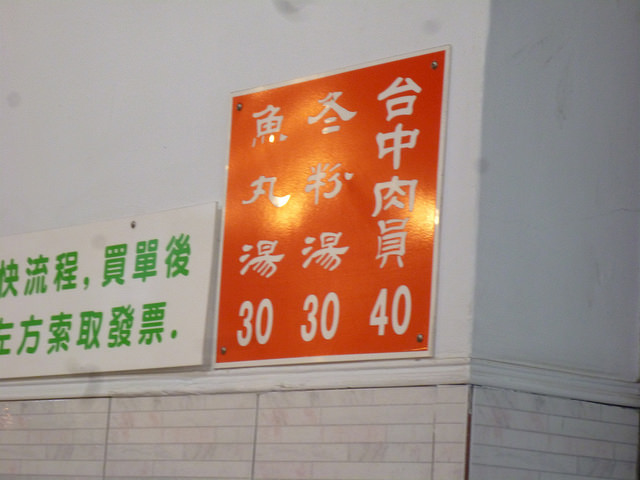 台中肉員 40
冬粉湯 30
魚丸湯 30
快流程,買單後
左方索取發票.